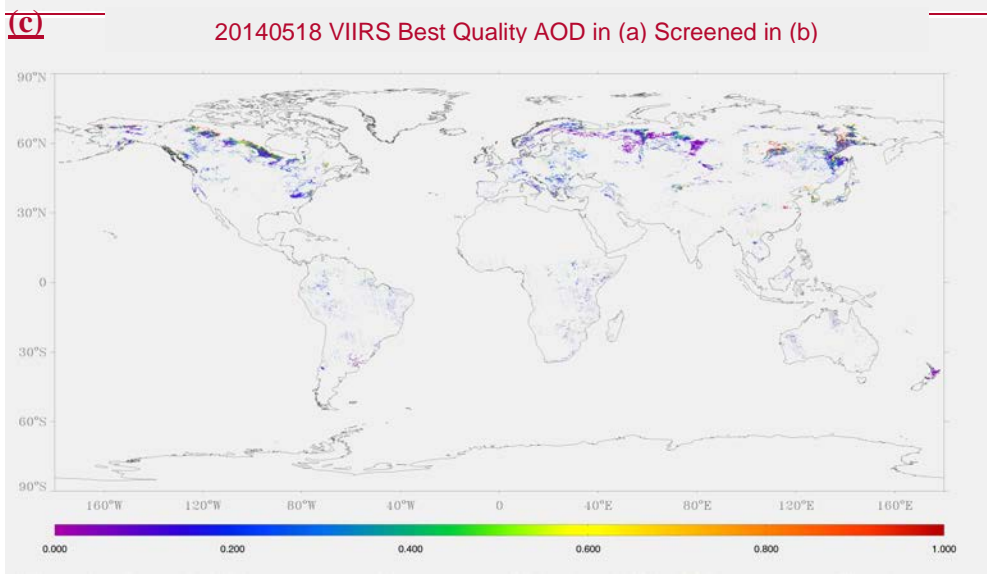 (c)
20140518 VIIRS Best Quality AOD in (a) Screened in (b)
90°N
60°N
30°N
0
30°S
60°S
90°S
160°W 120°W 80°W 40°W 0 40°E 80°E 120°E 160°E
0.000 0.200 0.400 0.600 0.800 1.000